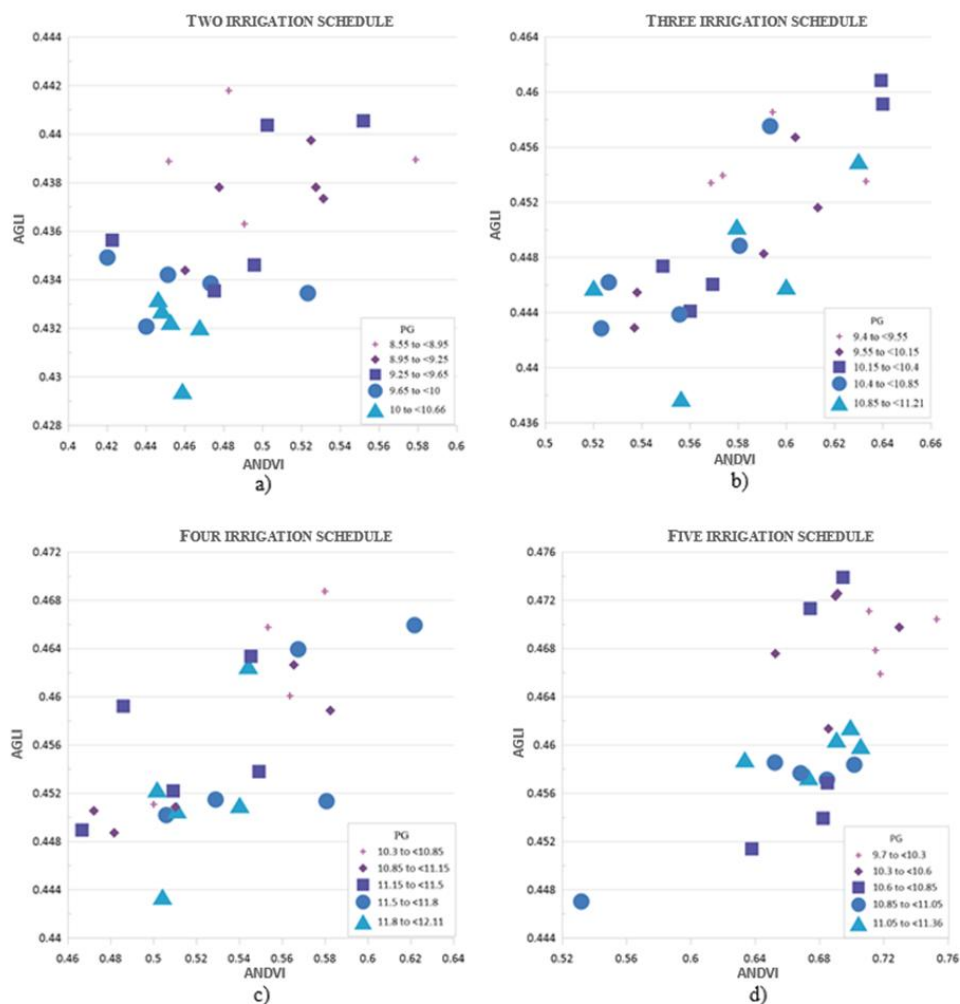 TWO IRRIGATION SCHEDULE
0.444
0.442
0.44
0.438
0.436
0.434
0.432
0.43
0.428
AGLI
PG
8.55 to <8.95
8.95 to <9.25
9.25 to <9.65
9.65 to <10
10 to <10.66
0.4 0.42 0.44 0.46 0.48 0.5 0.52 0.54 0.56 0.58 0.6
ANDVI
a)
THREE IRRIGATION SCHEDULE
0.464
0.46
0.456
0.452
0.448
0.444
0.44
0.436
AGLI
PG
9.4 to <9.55
9.55 to <10.15
10.15 to <10.4
10.4 to <10.85
10.85 to <11.21
0.5 0.52 0.54 0.56 0.58 0.6 0.62 0.64 0.66
ANDVI
b)
FOUR IRRIGATION SCHEDULE
0.472
0.468
0.464
0.46
0.456
0.452
0.448
0.444
0.44
AGLI
PG
10.3 to <10.85
10.85 to <11.15
11.15 to <11.5
11.5 to <11.8
11.8 to <12.11
0.46 0.48 0.5 0.52 0.54 0.56 0.58 0.6 0.62 0.64
ANDVI
c)
FIVE IRRIGATION SCHEDULE
0.476
0.472
0.468
0.464
0.46
0.456
0.452
0.448
0.444
AGLI
PG
9.7 to <10.3
10.3 to <10.6
10.6 to <10.85
10.85 to <11.05
11.05 to <11.36
0.52 0.56 0.6 0.64 0.68 0.72 0.76
ANDVI
d)